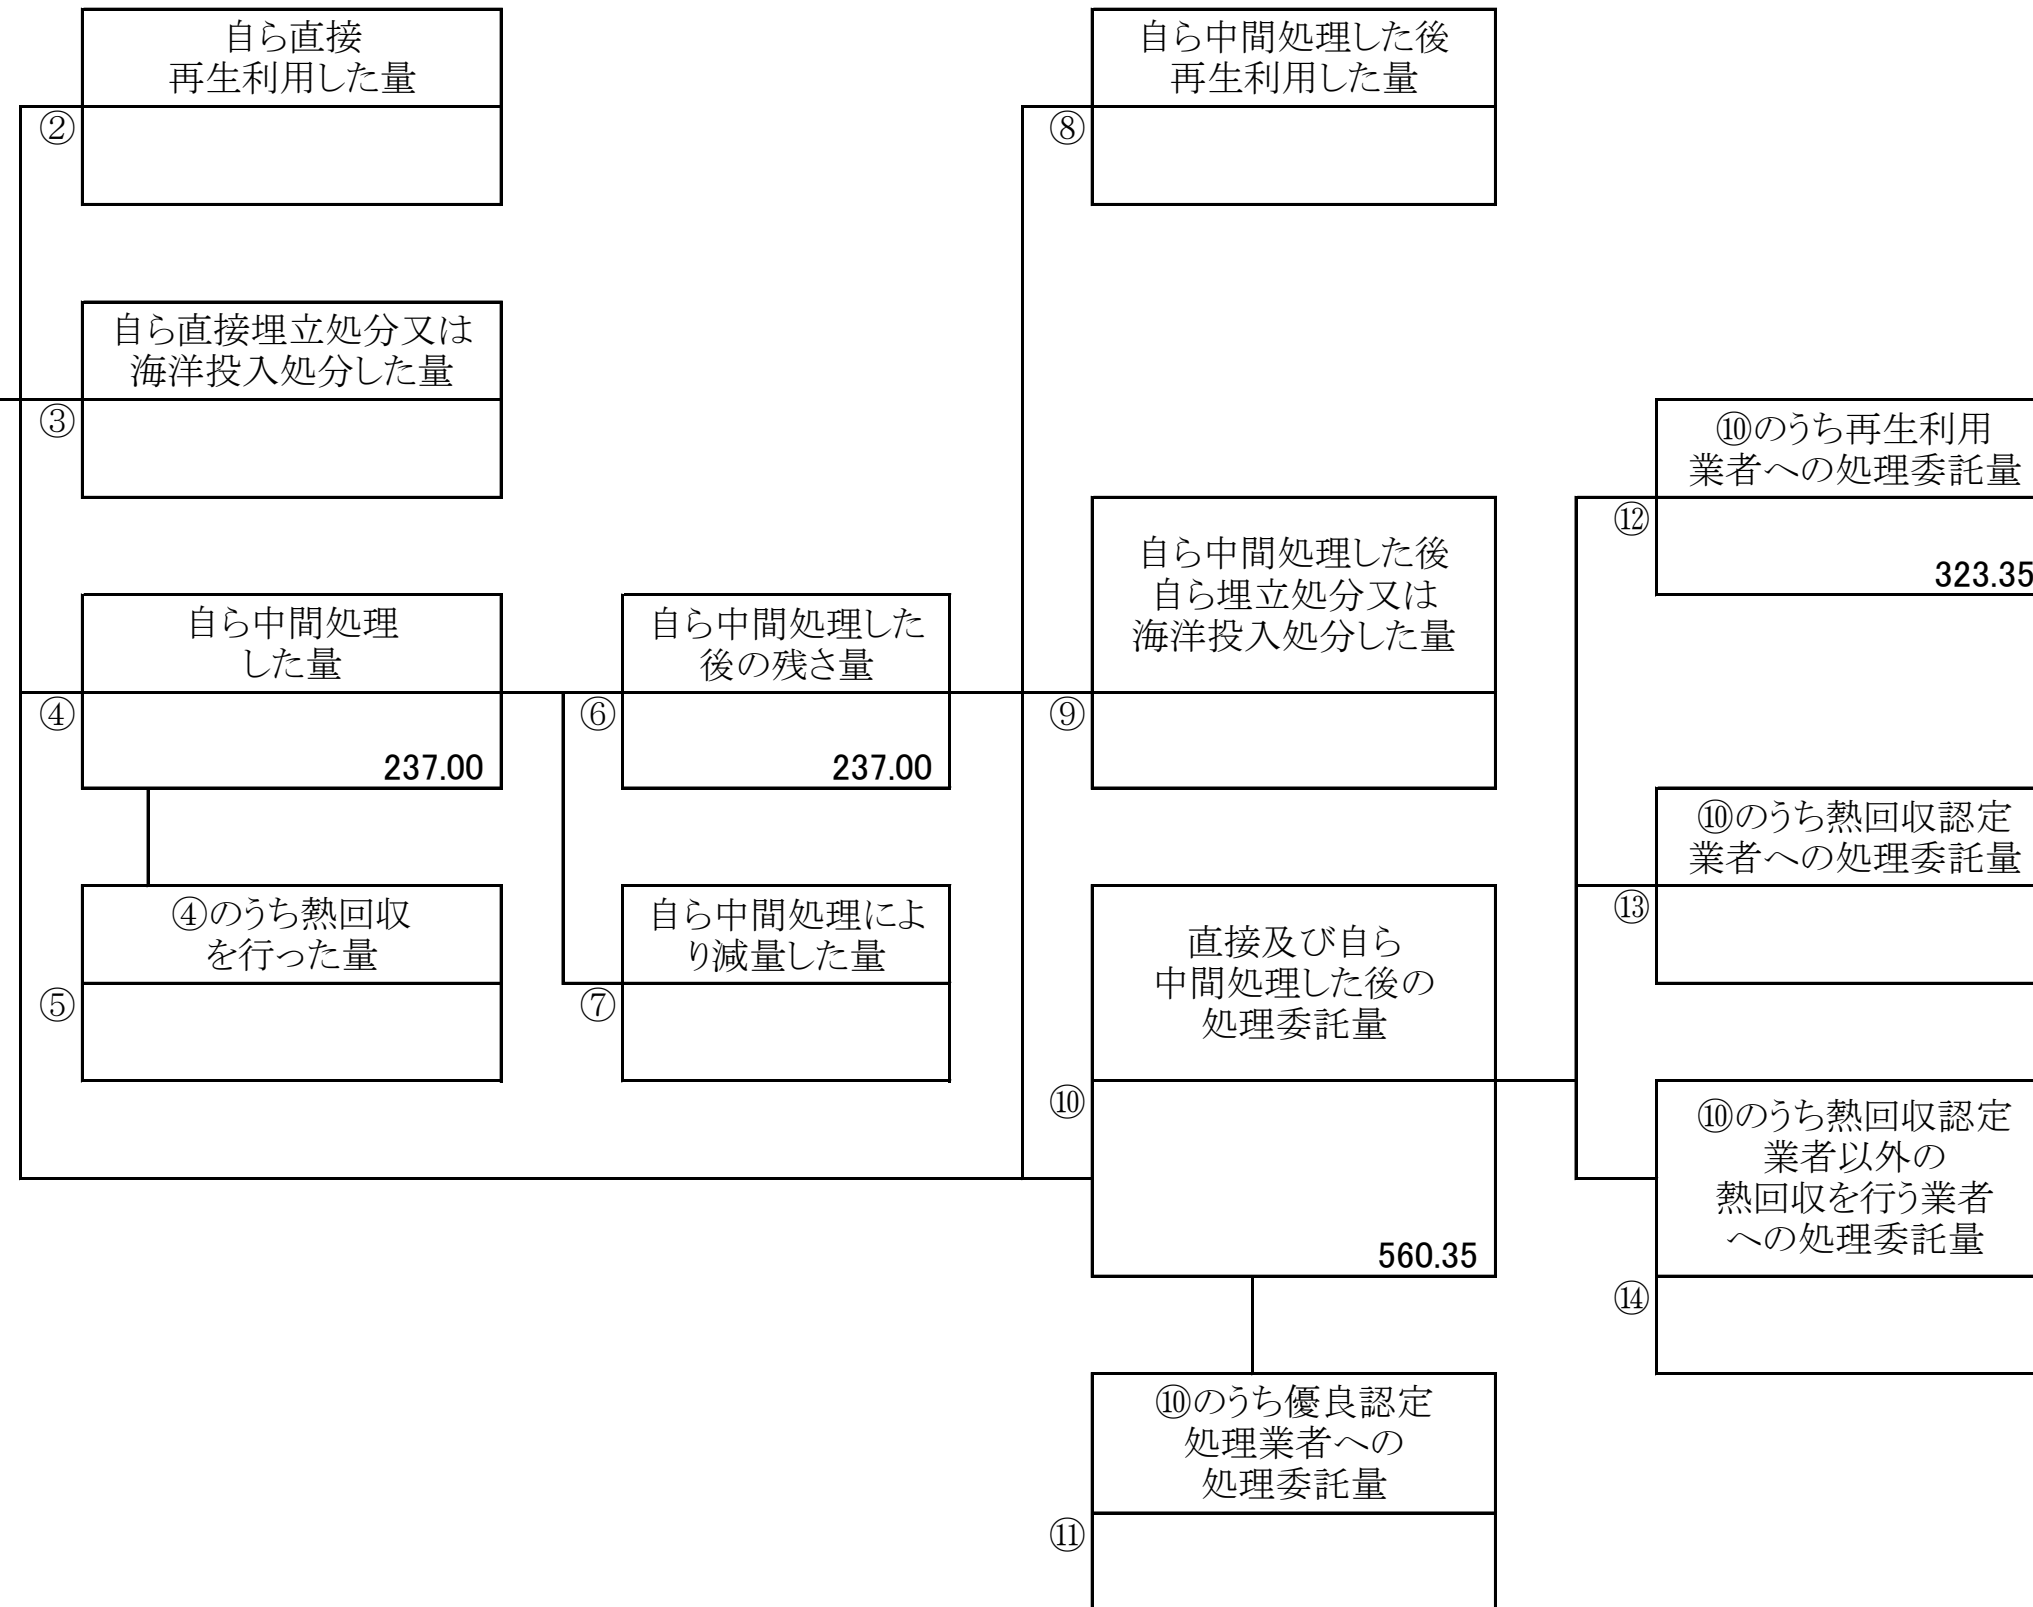 自ら直接
再生利用した量
②
自ら直接埋立処分又は
海洋投入処分した量
③
自ら中間処理
した量
④
237.00
④のうち熱回収
を行った量
⑤
自ら中間処理した
後の残さ量
⑥
237.00
自ら中間処理によ
り減量した量
⑦
自ら中間処理した後
再生利用した量
⑧
自ら中間処理した後
自ら埋立処分又は
海洋投入処分した量
⑨
直接及び自ら
中間処理した後の
処理委託量
⑩
560.35
⑩のうち優良認定
処理業者への
処理委託量
⑪
⑩のうち再生利用
業者への処理委託量
⑫
323.35
⑩のうち熱回収認定
業者への処理委託量
⑬
⑩のうち熱回収認定
業者以外の
熱回収を行う業者
への処理委託量
⑭